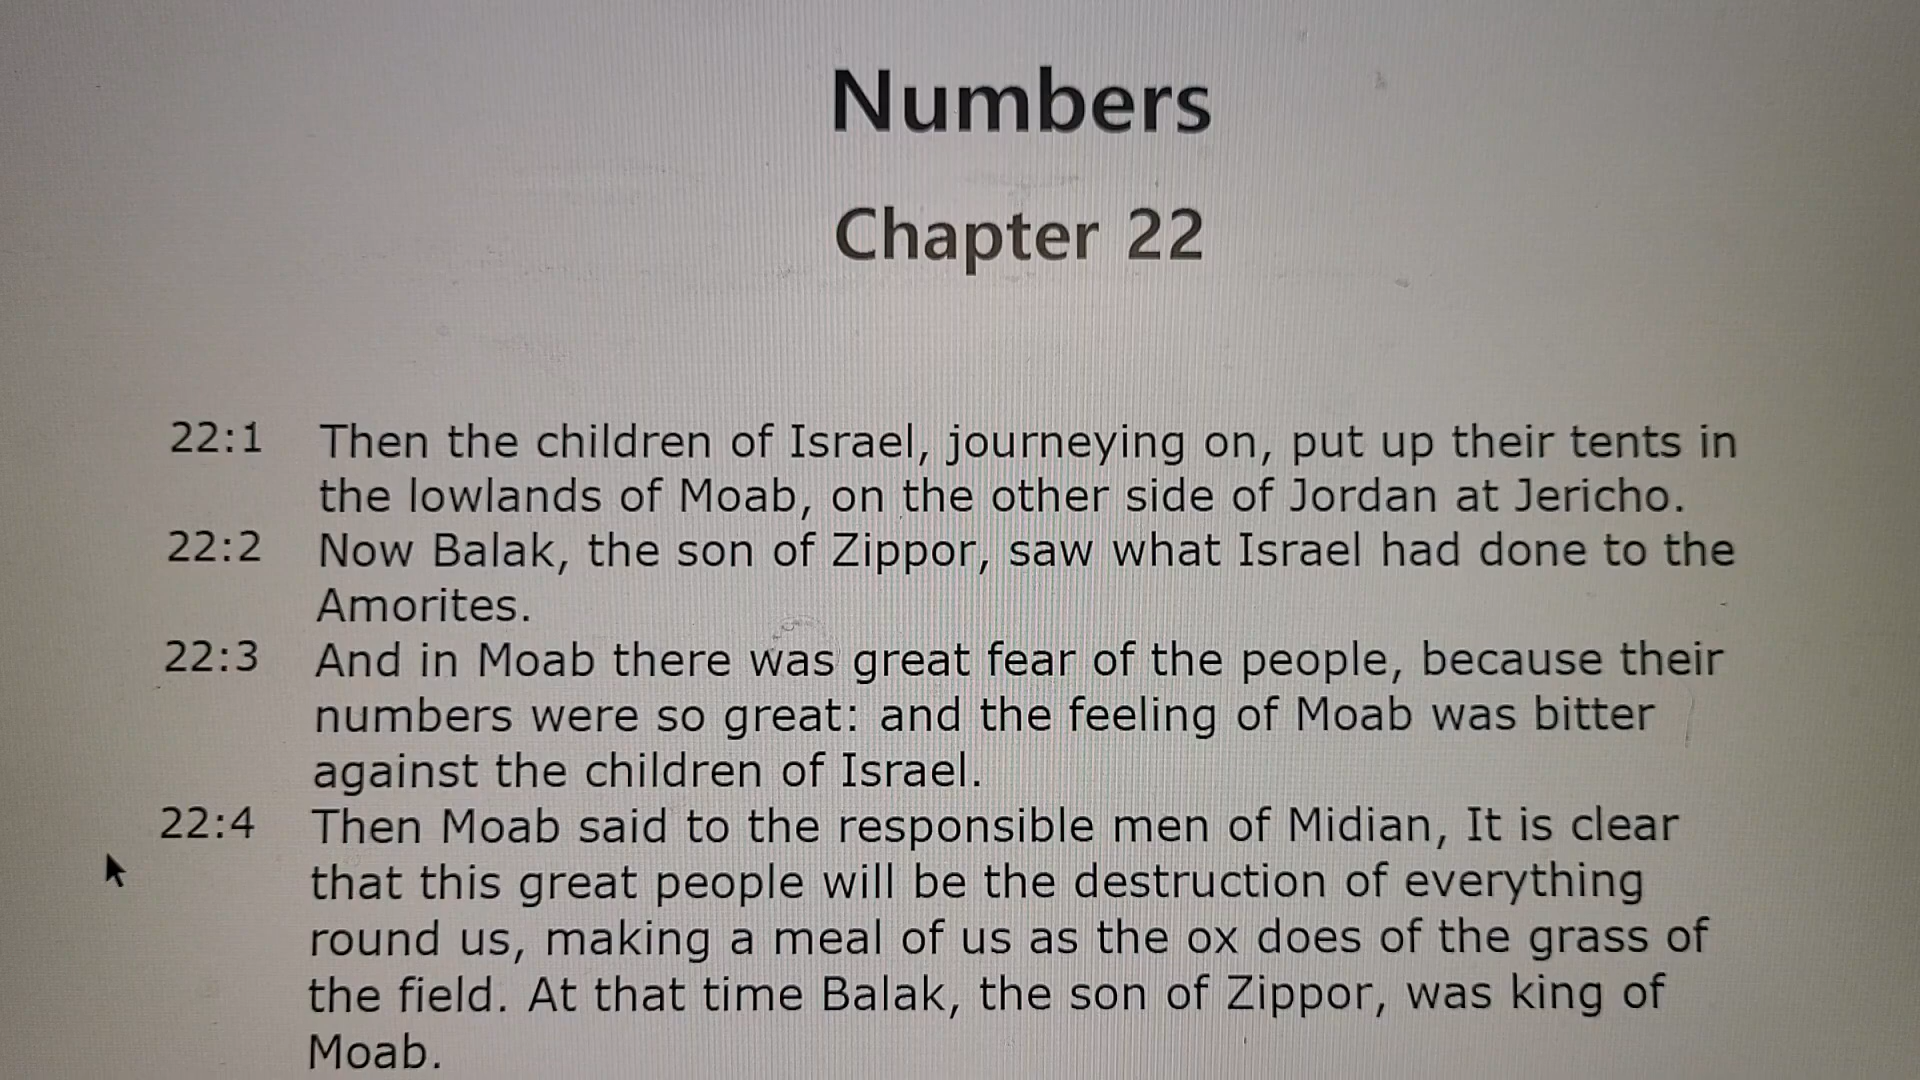 Numbers
Chapter 22
22:1 Then the children of Israel, journeying on, put up their tents in
the lowlands of Moab, on the other side of Jordan at Jericho.
22:2 Now Balak, the son of Zippor, saw what Israel had done to the
Amorites.
22:3 And in Moab there was great fear of the people, because their
numbers were so great: and the feeling of Moab was bitter
against the children of Israel.
22:4 Then Moab said to the responsible men of Midian, It is clear
that this great people will be the destruction of everything
round us, making a meal of us as the ox does of the grass of
the field. At that time Balak, the son of Zippor, was king of
Moab.